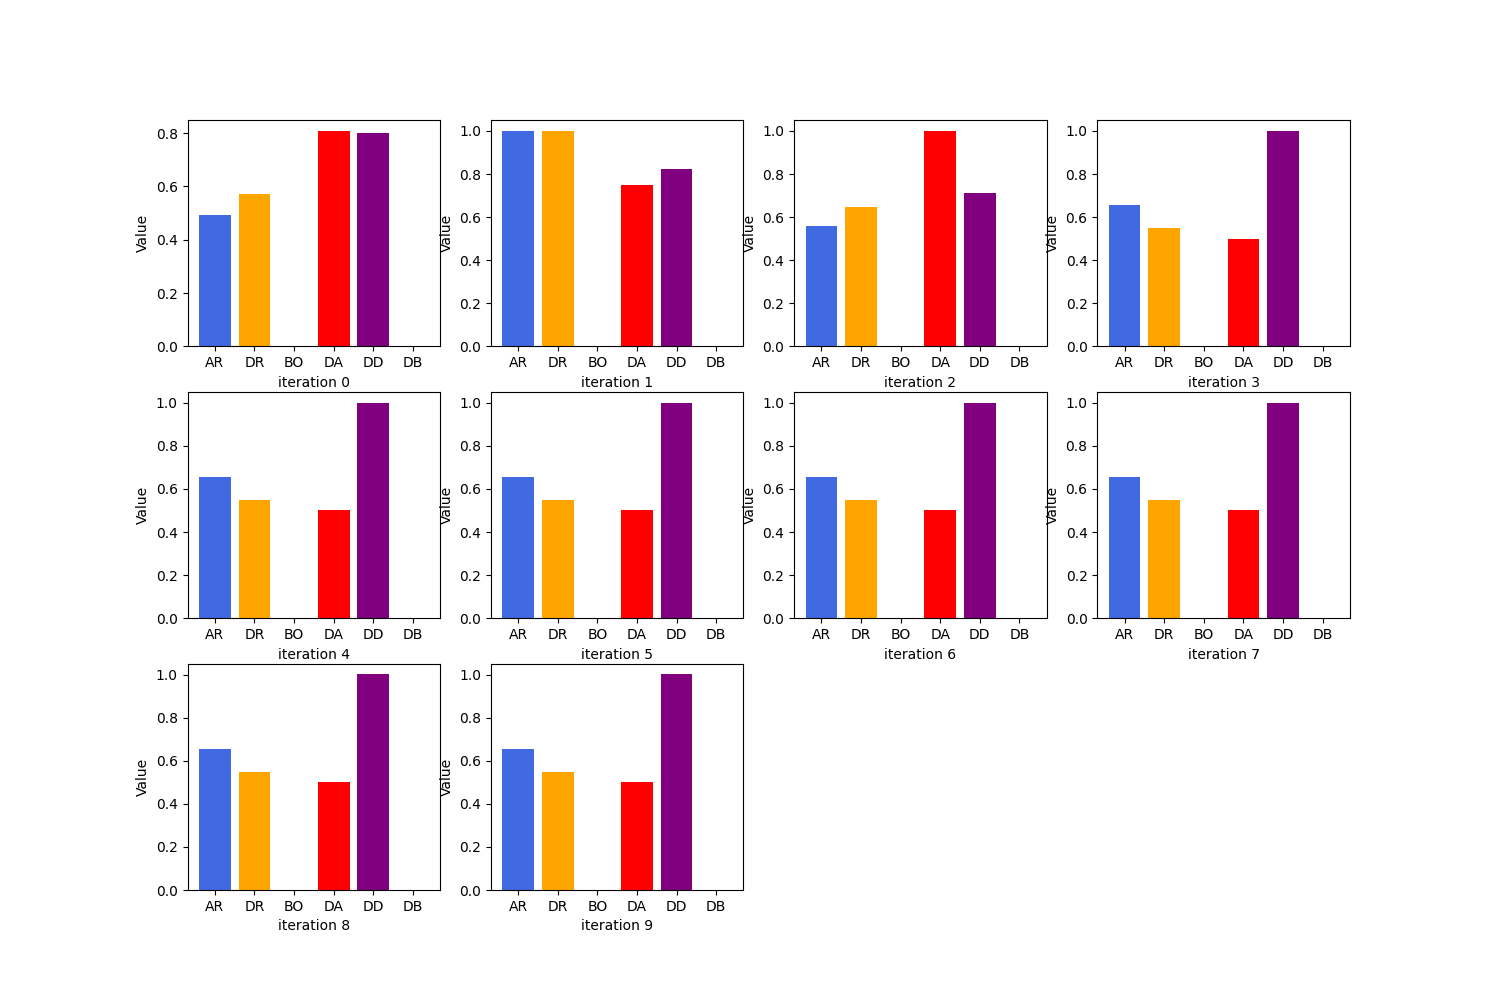 0.8
0.6
0.4
0.2
0.0
Value
AR DR BO DA DD DB
iteration 0
1.0
0.8
0.6
0.4
0.2
0.0
Value
AR DR BO DA DD DB
iteration 1
1.0
0.8
0.6
0.4
0.2
0.0
Value
AR DR BO DA DD DB
iteration 2
1.0
0.8
0.6
0.4
0.2
0.0
Value
AR DR BO DA DD DB
iteration 3
1.0
0.8
0.6
0.4
0.2
0.0
Value
AR DR BO DA DD DB
iteration 4
1.0
0.8
0.6
0.4
0.2
0.0
Value
AR DR BO DA DD DB
iteration 5
1.0
0.8
0.6
0.4
0.2
0.0
Value
AR DR BO DA DD DB
iteration 6
1.0
0.8
0.6
0.4
0.2
0.0
Value
AR DR BO DA DD DB
iteration 7
1.0
0.8
0.6
0.4
0.2
0.0
Value
AR DR BO DA DD DB
iteration 8
1.0
0.8
0.6
0.4
0.2
0.0
Value
AR DR BO DA DD DB
iteration 9